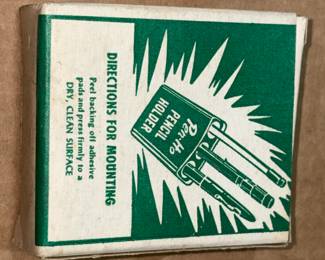 Pen-Ho
PENCIL
HOLDER
DIRECTIONS FOR MOUNTING
Peel backing off adhesive
pads and press firmly to a
DRY, CLEAN SURFACE